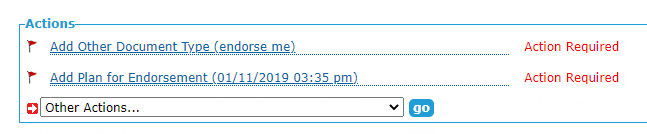 Actions
Add Other Document Type (endorse me) Action Required
Add Plan for Endorsement (01/11/2019 03:35 pm) Action Required
Other Actions... go